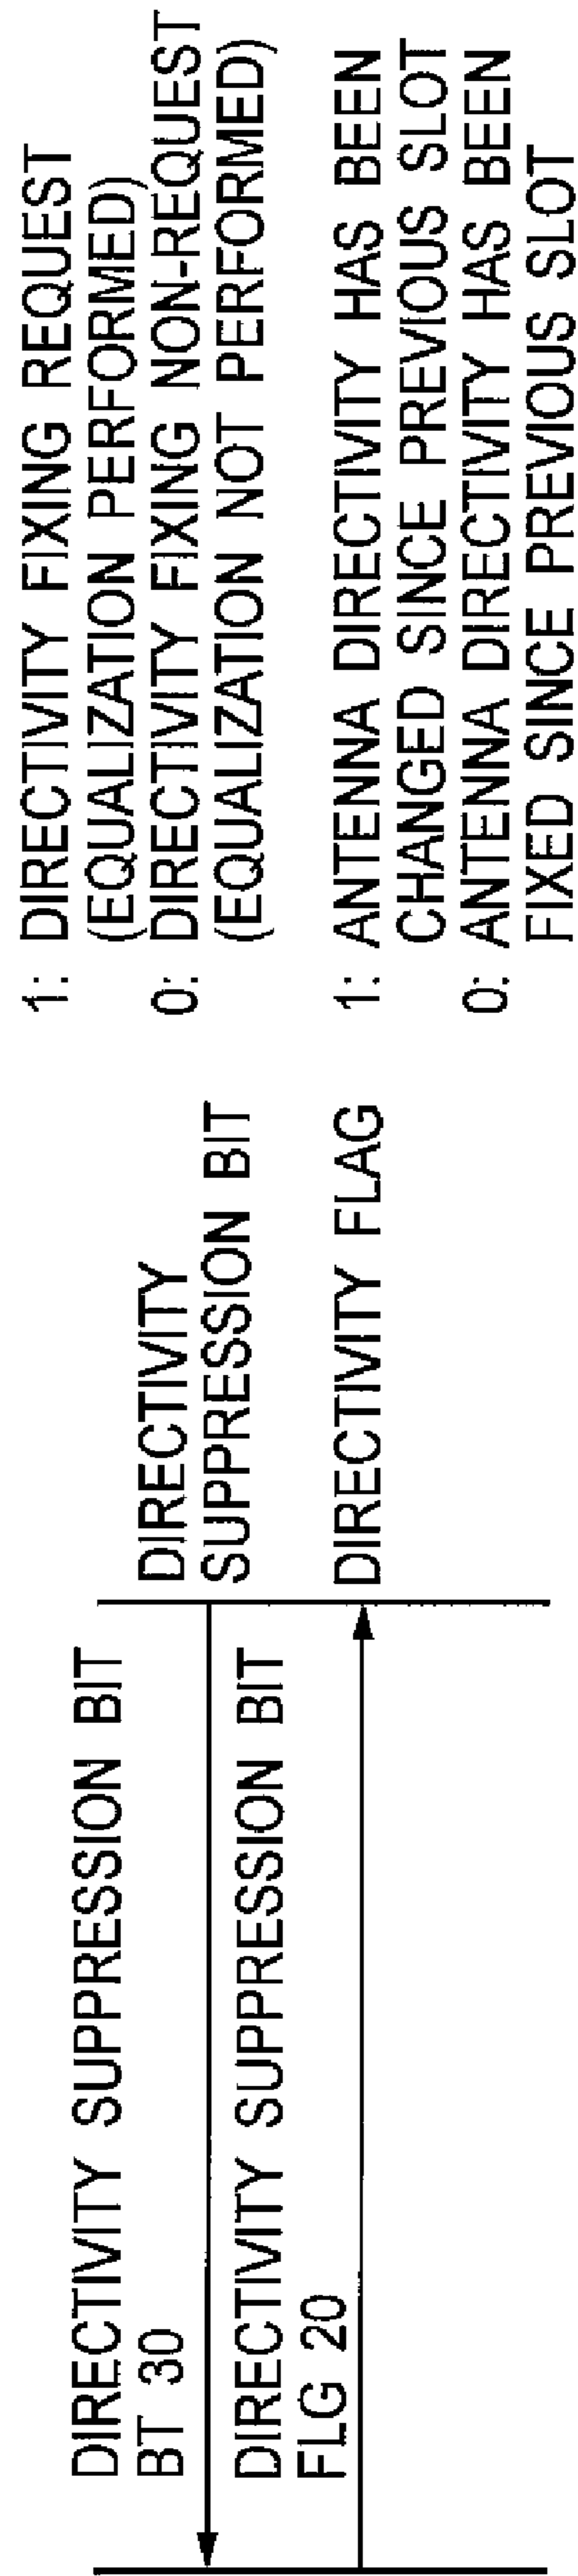 DIRECTIVITY SUPPRESSION BIT
BT 30
DIRECTIVITY SUPPRESSION BIT
FLG 20
DIRECTIVITY
SUPPRESSION BIT
DIRECTIVITY FLAG
1: DIRECTIVITY FIXING REQUEST
(EQUALIZATION PERFORMED)
0: DIRECTIVITY FIXING NON-REQUEST
(EQUALIZATION NOT PERFORMED)
1: ANTENNA DIRECTIVITY HAS BEEN
CHANGED SINCE PREVIOUS SLOT
0: ANTENNA DIRECTIVITY HAS BEEN
FIXED SINCE PREVIOUS SLOT